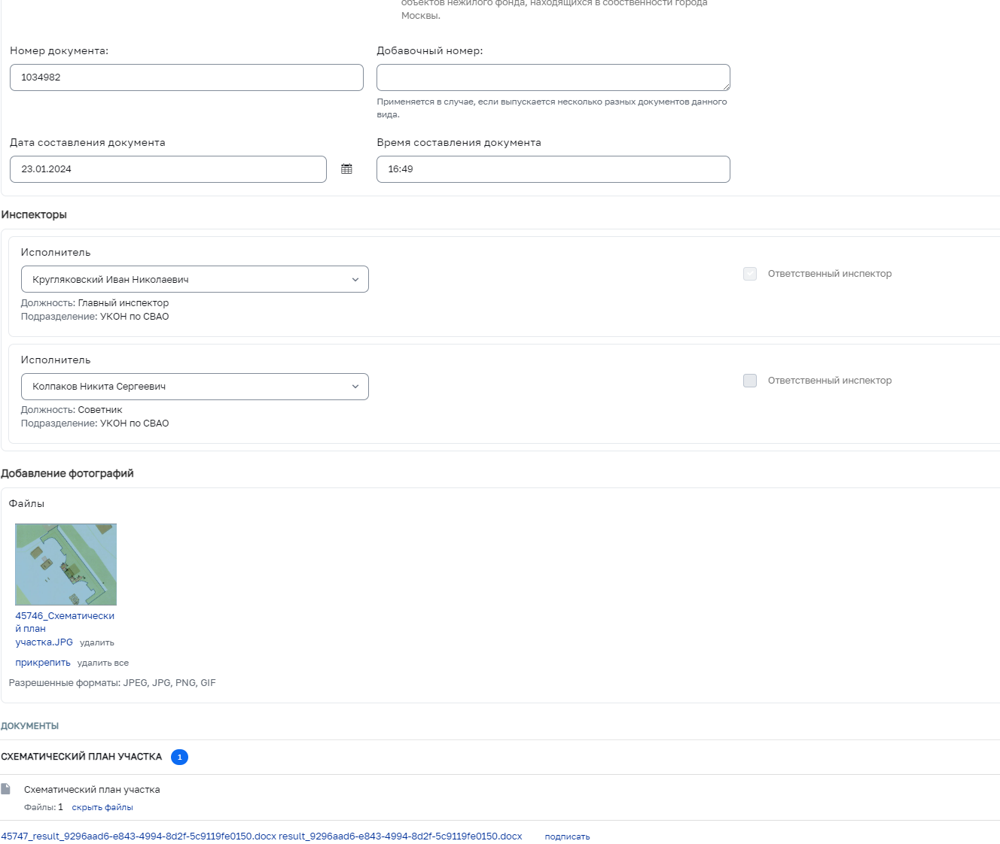 объектов нежилого фонда, находящихся в собственности города
Москвы.
Номер документа:
Добавочный номер:
1034982
Применяется в случае, если выпускается несколько разных документов данного
вида.
Дата составления документа
Время составления документа
23.01.2024
16:49
Инспекторы
Исполнитель
Кругляковский Иван Николаевич
Ответственный инспектор
Должность: Главный инспектор
Подразделение: УКОН по СВАО
Исполнитель
Колпаков Никита Сергеевич
Ответственный инспектор
Должность: Советник
Подразделение: УКОН по СВАО
Добавление фотографий
Файлы
45746_Схематически
й план
участка.JPG удалить
прикрепить удалить все
Разрешенные форматы: JPEG, JPG, PNG, GIF
ДОКУМЕНТЫ
СХЕМАТИЧЕСКИЙ ПЛАН УЧАСТКА 1
Схематический план участка
Файлы: 1 скрыть файлы
45747_result_9296aad6-e843-4994-8d2f-5c9119fe0150.docx result_9296aad6-e843-4994-8d2f-5c9119fe0150.docx подписать